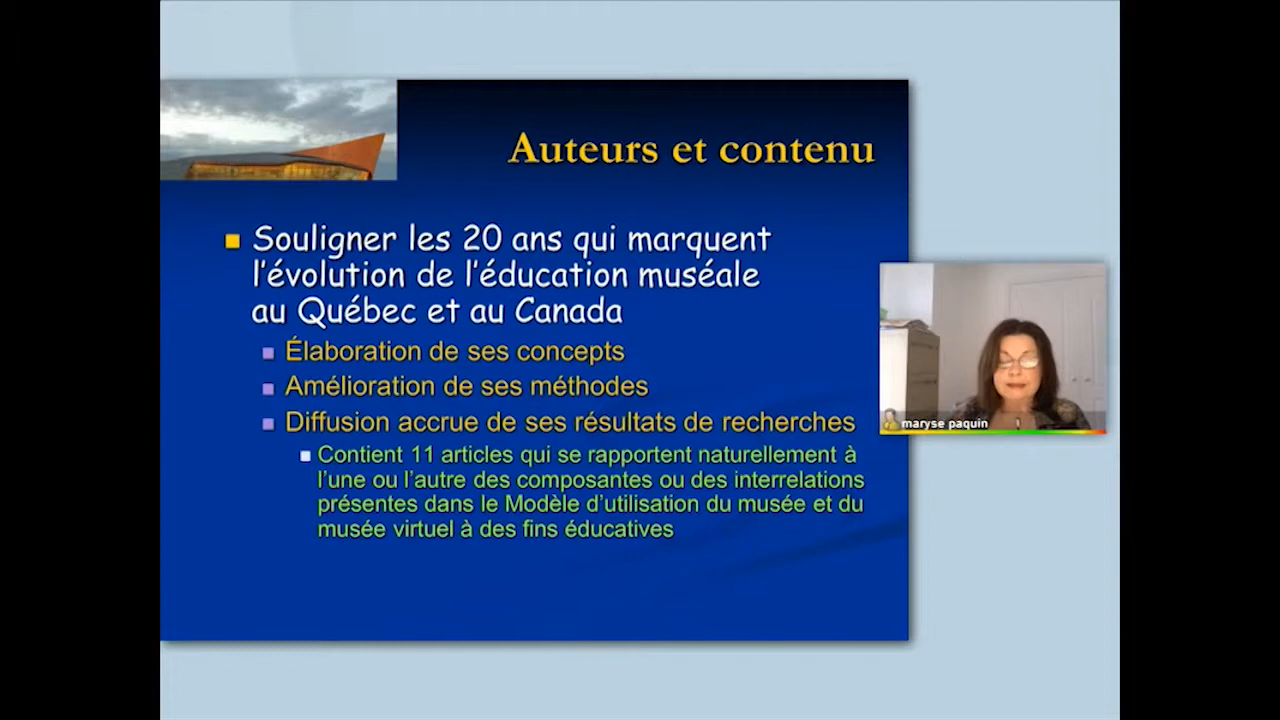 Auteurs et contenu
Souligner les 20 ans qui marquent
l'évolution de l'éducation muséale
au Québec et au Canada
Élaboration de ses concepts
Amélioration de ses méthodes
Diffusion accrue de ses résultats de recherches
Contient 11 articles qui se rapportent naturellement à
l'une ou l'autre des composantes ou des interrelations
présentes dans le Modèle d'utilisation du musée et du
musée virtuel à des fins éducatives
maryse paquin